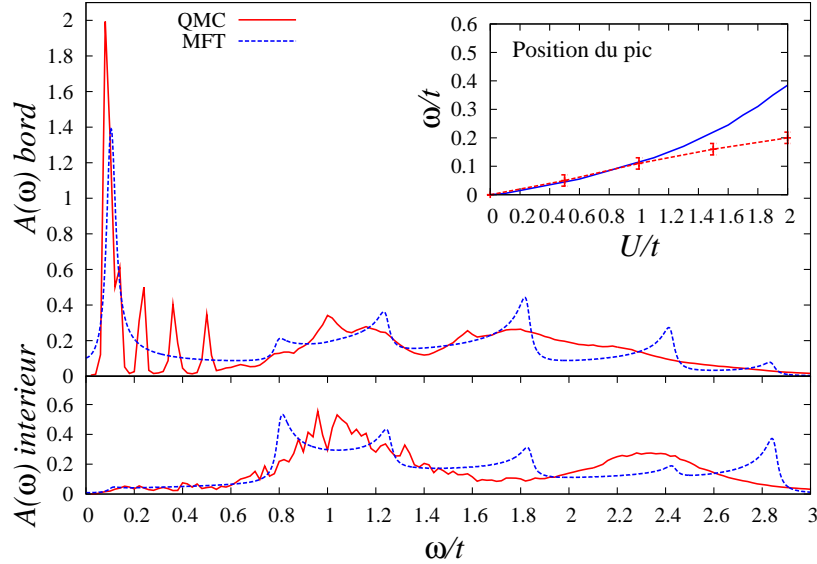 QMC
MFT
A(ω) bord
2
1.8
1.6
1.4
1.2
1
0.8
0.6
0.4
0.2
0
Position du pic
ω/t
0.6
0.5
0.4
0.3
0.2
0.1
0
0 0.2 0.4 0.6 0.8 1 1.2 1.4 1.6 1.8 2
U/t
A(ω) interieur
0.6
0.4
0.2
0
0 0.2 0.4 0.6 0.8 1 1.2 1.4 1.6 1.8 2 2.2 2.4 2.6 2.8 3
ω/t